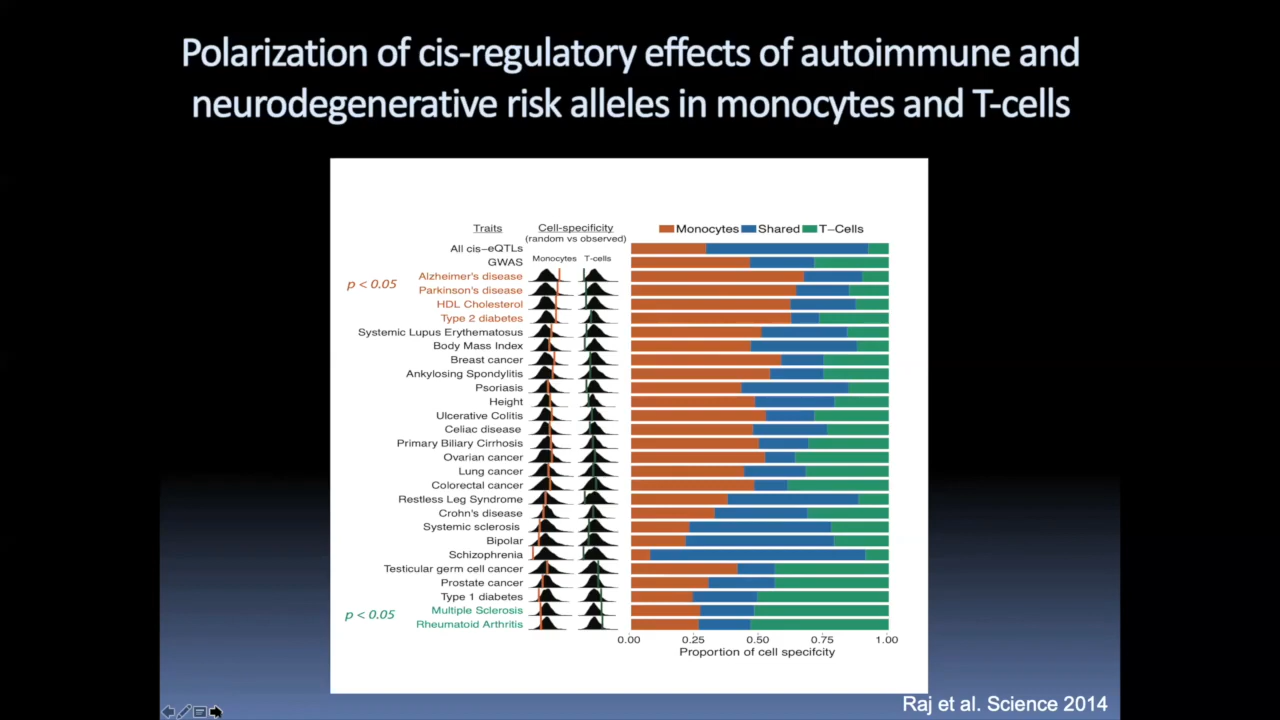 Polarization of cis-regulatory effects of autoimmune and
neurodegenerative risk alleles in monocytes and T-cells
Traits
Cell-specificity
(random vs observed)
Monocytes T-cells
Monocytes Shared T-Cells
All cis-eQTLs
GWAS
p < 0.05
Alzheimer's disease
Parkinson's disease
HDL Cholesterol
Type 2 diabetes
Systemic Lupus Erythematosus
Body Mass Index
Breast cancer
Ankylosing Spondylitis
Psoriasis
Height
Ulcerative Colitis
Celiac disease
Primary Biliary Cirrhosis
Ovarian cancer
Lung cancer
Colorectal cancer
Restless Leg Syndrome
Crohn's disease
Systemic sclerosis
Bipolar
Schizophrenia
Testicular germ cell cancer
Prostate cancer
Type 1 diabetes
p < 0.05
Multiple Sclerosis
Rheumatoid Arthritis
0.00 0.25 0.50 0.75 1.00
Proportion of cell specifcity
Raj et al. Science 2014